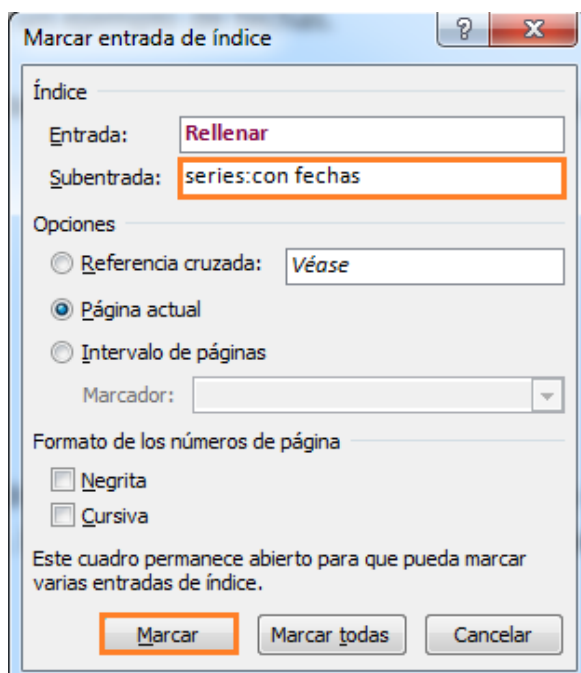 Marcar entrada de índice
Índice
Entrada: Rellenar
Subentrada: series:con fechas
Opciones
Referencia cruzada: Véase
Página actual
Intervalo de páginas
Marcador:
Formato de los números de página
Negrita
Cursiva
Este cuadro permanece abierto para que pueda marcar
varias entradas de índice.
Marcar Marcar todas Cancelar